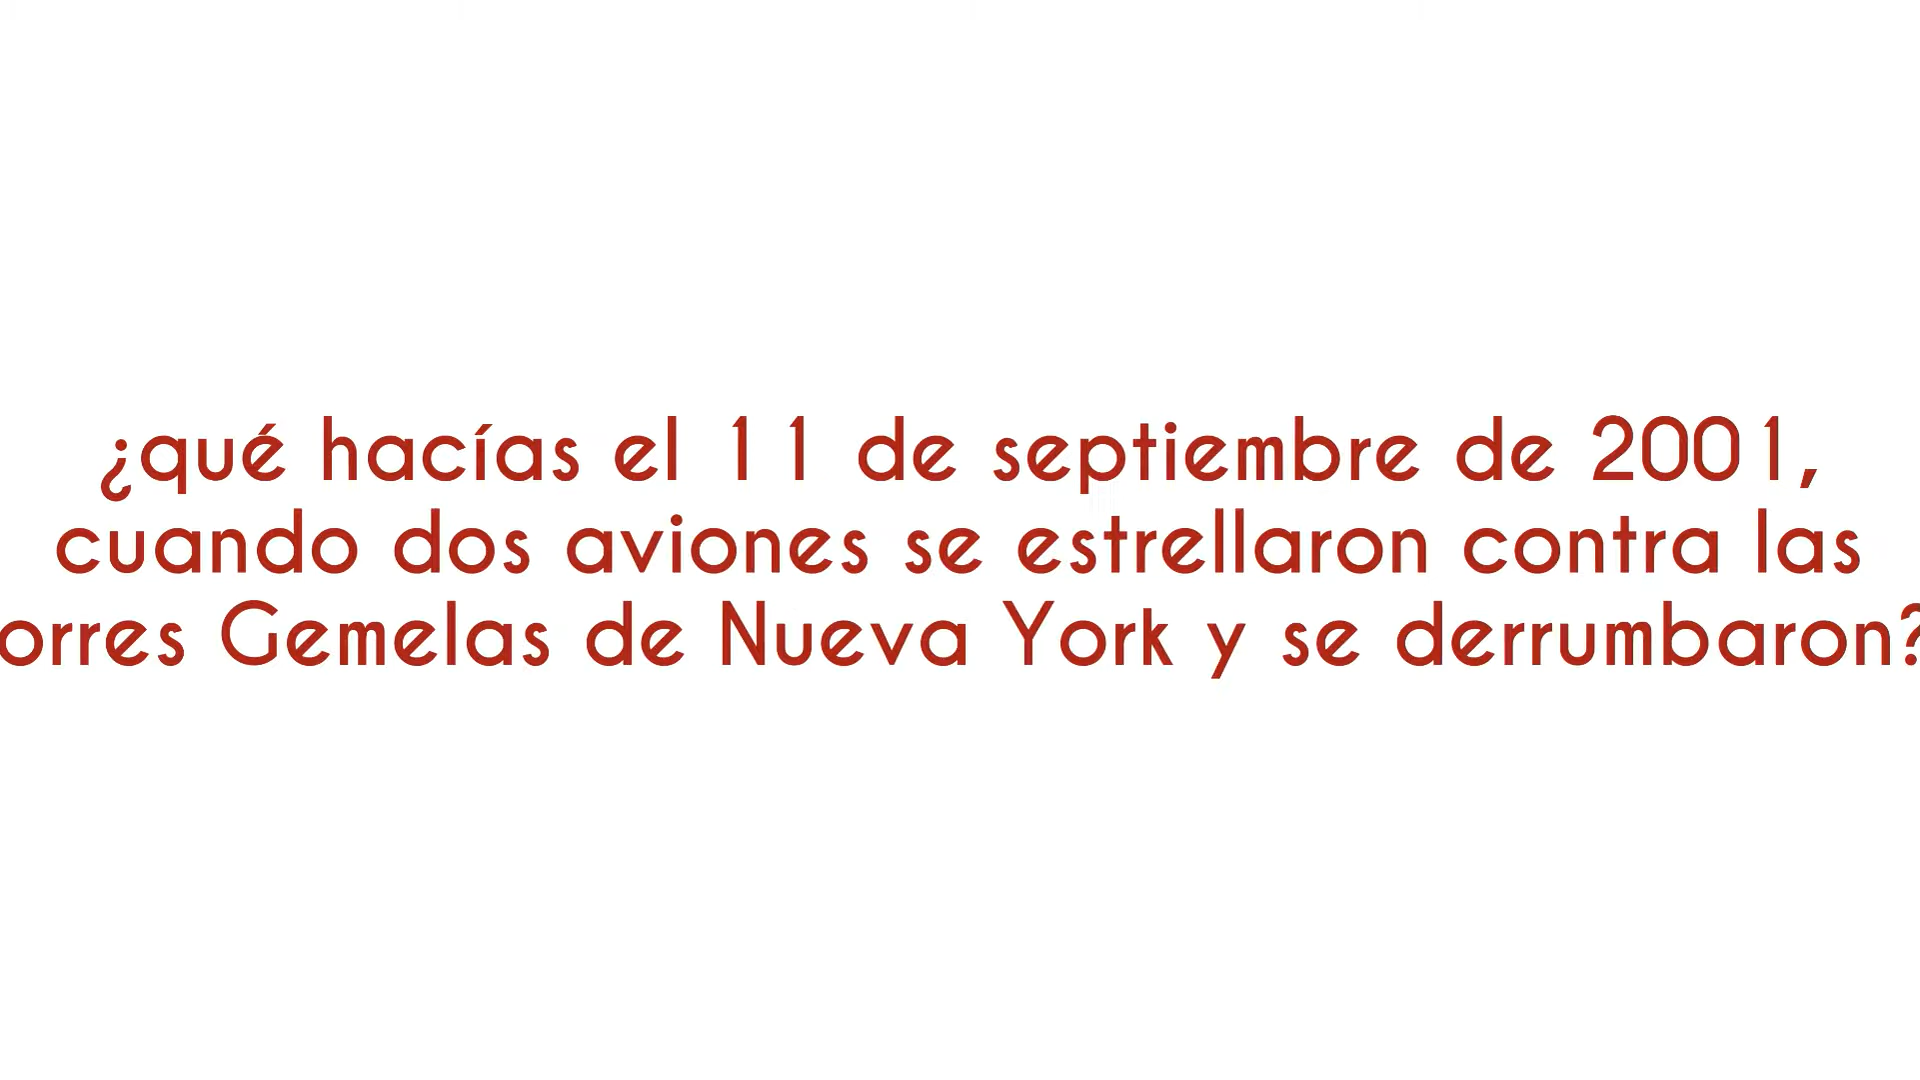 ¿qué hacías el 11 de septiembre de 2001,
cuando dos aviones se estrellaron contra las
orres Gemelas de Nueva York y se derrumbaron?